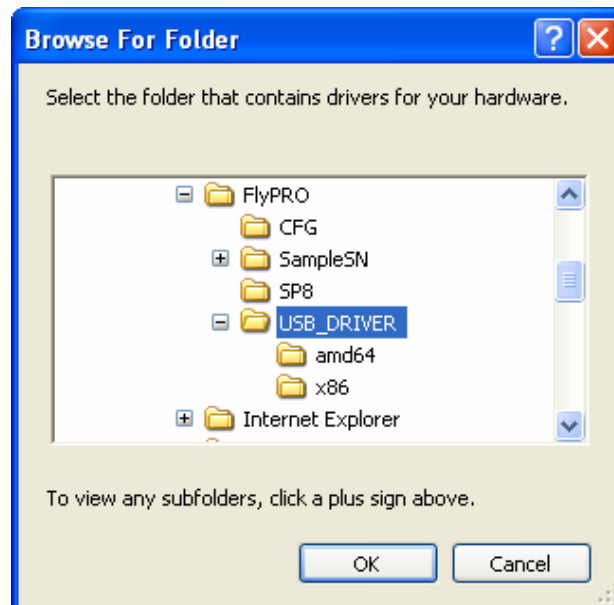 Browse For Folder
Select the folder that contains drivers for your hardware.
FlyPRO
CFG
SampleSN
SP8
USB_DRIVER
amd64
x86
Internet Explorer
To view any subfolders, click a plus sign above.
OK Cancel